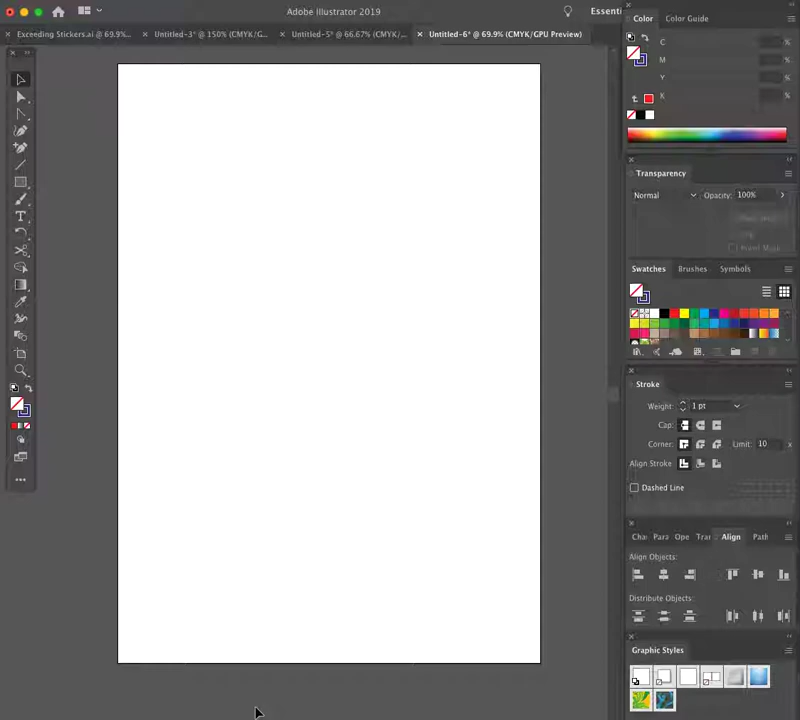 Adobe Illustrator 2019
Essenti
Exceeding Stickers.ai @ 69.9%...
Untitled-3* @ 150% (CMYK/G...
Untitled-5* @ 66.67% (CMYK/...
Untitled-6* @ 69.9% (CMYK/GPU Preview)
Color
Color Guide
C
%
M
%
Y
%
K
%
Transparency
Normal
Opacity: 100%
Swatches
Brushes
Symbols
Stroke
Weight: 1 pt
Cap:
Corner:
Limit: 10 x
Align Stroke
Dashed Line
Cha
Para
Ope
Tra
Align
Path
Align Objects:
Distribute Objects:
Graphic Styles